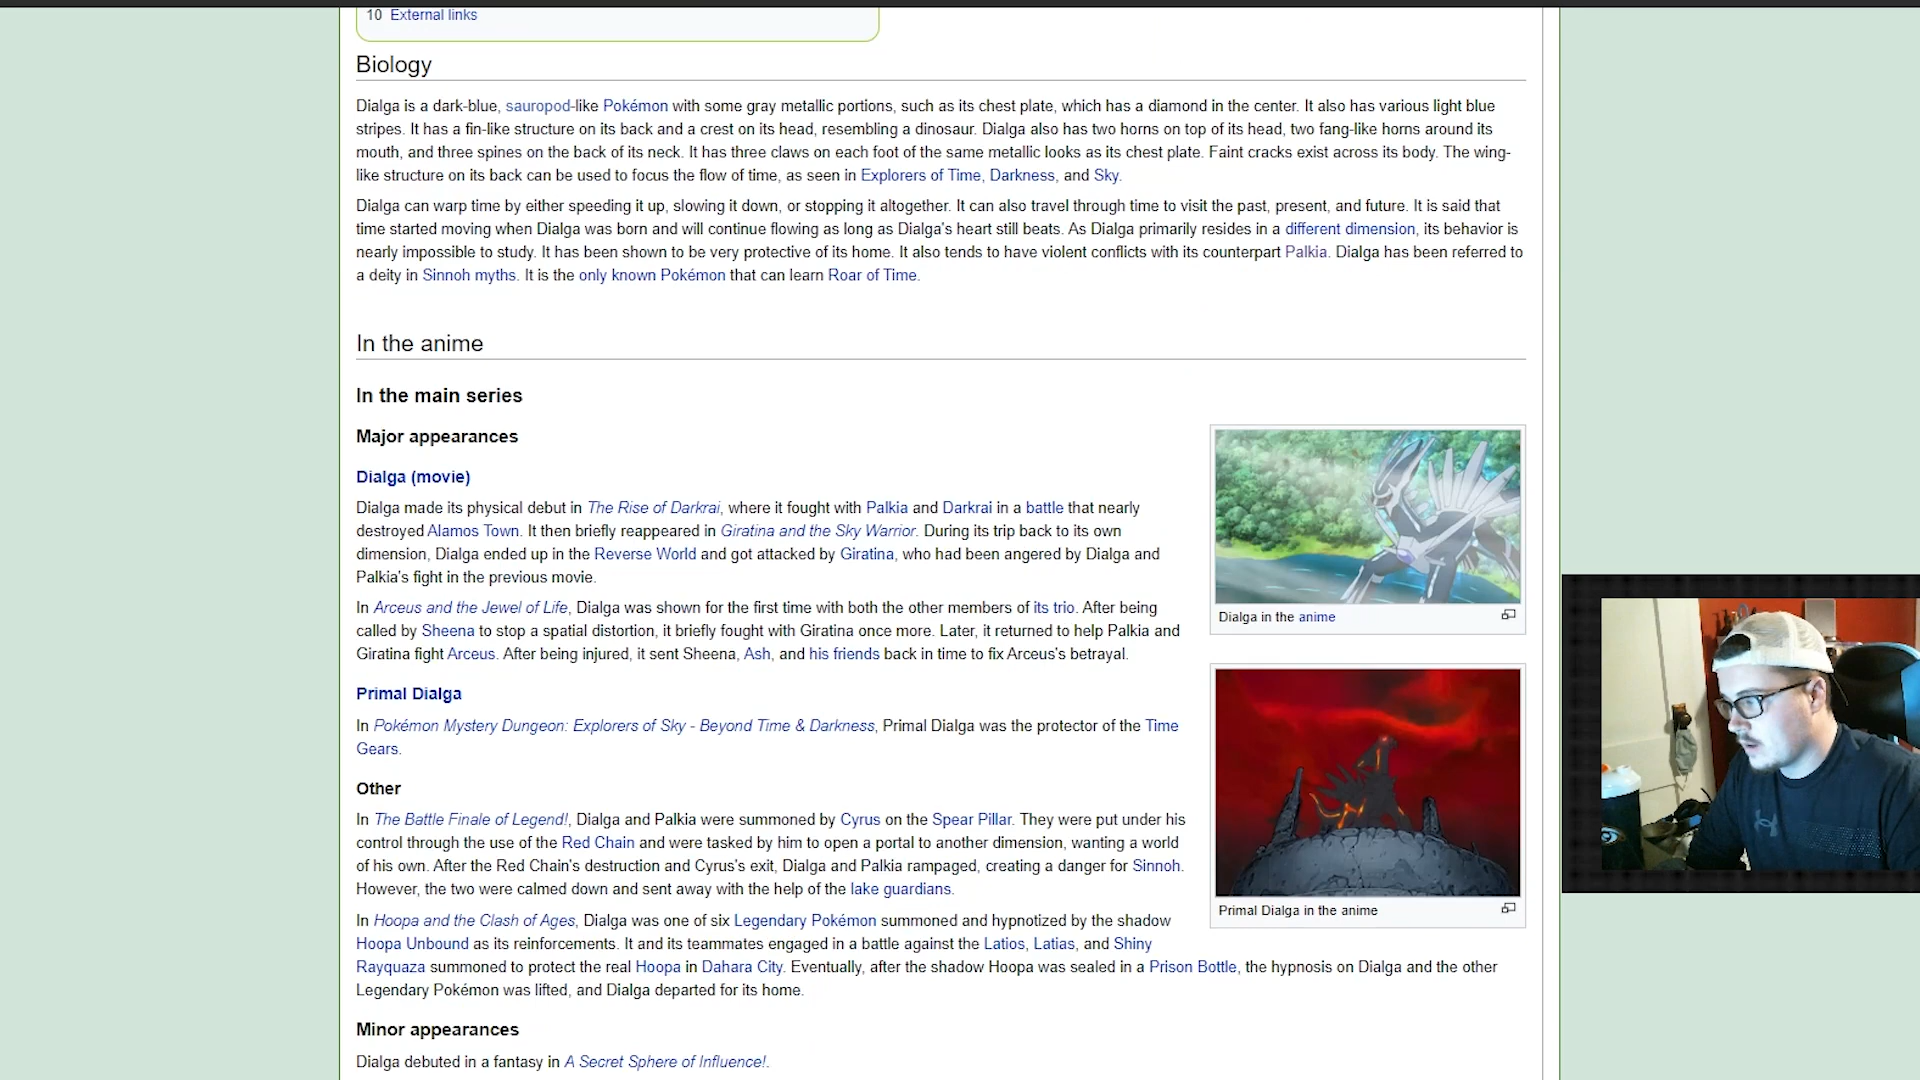 10 External links
Biology
Dialga is a dark-blue, sauropod-like Pokémon with some gray metallic portions, such as its chest plate, which has a diamond in the center. It also has various light blue
stripes. It has a fin-like structure on its back and a crest on its head, resembling a dinosaur. Dialga also has two horns on top of its head, two fang-like horns around its
mouth, and three spines on the back of its neck. It has three claws on each foot of the same metallic looks as its chest plate. Faint cracks exist across its body. The wing-
like structure on its back can be used to focus the flow of time, as seen in Explorers of Time, Darkness, and Sky.
Dialga can warp time by either speeding it up, slowing it down, or stopping it altogether. It can also travel through time to visit the past, present, and future. It is said that
time started moving when Dialga was born and will continue flowing as long as Dialga's heart still beats. As Dialga primarily resides in a different dimension, its behavior is
nearly impossible to study. It has been shown to be very protective of its home. It also tends to have violent conflicts with its counterpart Palkia. Dialga has been referred to
a deity in Sinnoh myths. It is the only known Pokémon that can learn Roar of Time.
In the anime
In the main series
Major appearances
Dialga (movie)
Dialga made its physical debut in The Rise of Darkrai, where it fought with Palkia and Darkrai in a battle that nearly
destroyed Alamos Town. It then briefly reappeared in Giratina and the Sky Warrior. During its trip back to its own
dimension, Dialga ended up in the Reverse World and got attacked by Giratina, who had been angered by Dialga and
Palkia's fight in the previous movie.
In Arceus and the Jewel of Life, Dialga was shown for the first time with both the other members of its trio. After being
called by Sheena to stop a spatial distortion, it briefly fought with Giratina once more. Later, it returned to help Palkia and
Giratina fight Arceus. After being injured, it sent Sheena, Ash, and his friends back in time to fix Arceus's betrayal.
Dialga in the anime
Primal Dialga
In Pokémon Mystery Dungeon: Explorers of Sky - Beyond Time & Darkness, Primal Dialga was the protector of the Time
Gears.
Other
In The Battle Finale of Legend!, Dialga and Palkia were summoned by Cyrus on the Spear Pillar. They were put under his
control through the use of the Red Chain and were tasked by him to open a portal to another dimension, wanting a world
of his own. After the Red Chain's destruction and Cyrus's exit, Dialga and Palkia rampaged, creating a danger for Sinnoh.
However, the two were calmed down and sent away with the help of the lake guardians.
Primal Dialga in the anime
In Hoopa and the Clash of Ages, Dialga was one of six Legendary Pokémon summoned and hypnotized by the shadow
Hoopa Unbound as its reinforcements. It and its teammates engaged in a battle against the Latios, Latias, and Shiny
Rayquaza summoned to protect the real Hoopa in Dahara City. Eventually, after the shadow Hoopa was sealed in a Prison Bottle, the hypnosis on Dialga and the other
Legendary Pokémon was lifted, and Dialga departed for its home.
Minor appearances
Dialga debuted in a fantasy in A Secret Sphere of Influence!.